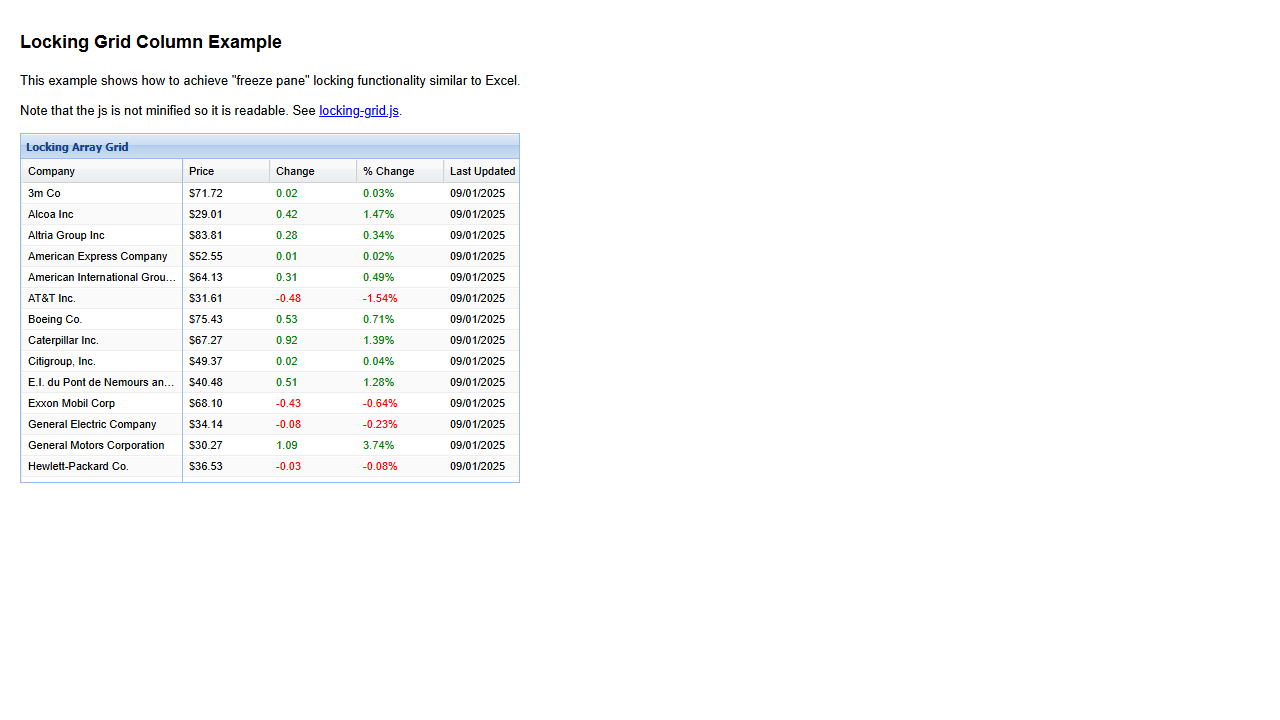 Locking Grid Column Example
This example shows how to achieve "freeze pane" locking functionality similar to Excel.
Note that the js is not minified so it is readable. See locking-grid.js.
Locking Array Grid
Company Price Change % Change Last Updated
3m Co $71.72 0.02 0.03% 09/01/2025
Alcoa Inc $29.01 0.42 1.47% 09/01/2025
Altria Group Inc $83.81 0.28 0.34% 09/01/2025
American Express Company $52.55 0.01 0.02% 09/01/2025
American International Grou... $64.13 0.31 0.49% 09/01/2025
AT&T Inc. $31.61 -0.48 -1.54% 09/01/2025
Boeing Co. $75.43 0.53 0.71% 09/01/2025
Caterpillar Inc. $67.27 0.92 1.39% 09/01/2025
Citigroup, Inc. $49.37 0.02 0.04% 09/01/2025
E.I. du Pont de Nemours an... $40.48 0.51 1.28% 09/01/2025
Exxon Mobil Corp $68.10 -0.43 -0.64% 09/01/2025
General Electric Company $34.14 -0.08 -0.23% 09/01/2025
General Motors Corporation $30.27 1.09 3.74% 09/01/2025
Hewlett-Packard Co. $36.53 -0.03 -0.08% 09/01/2025